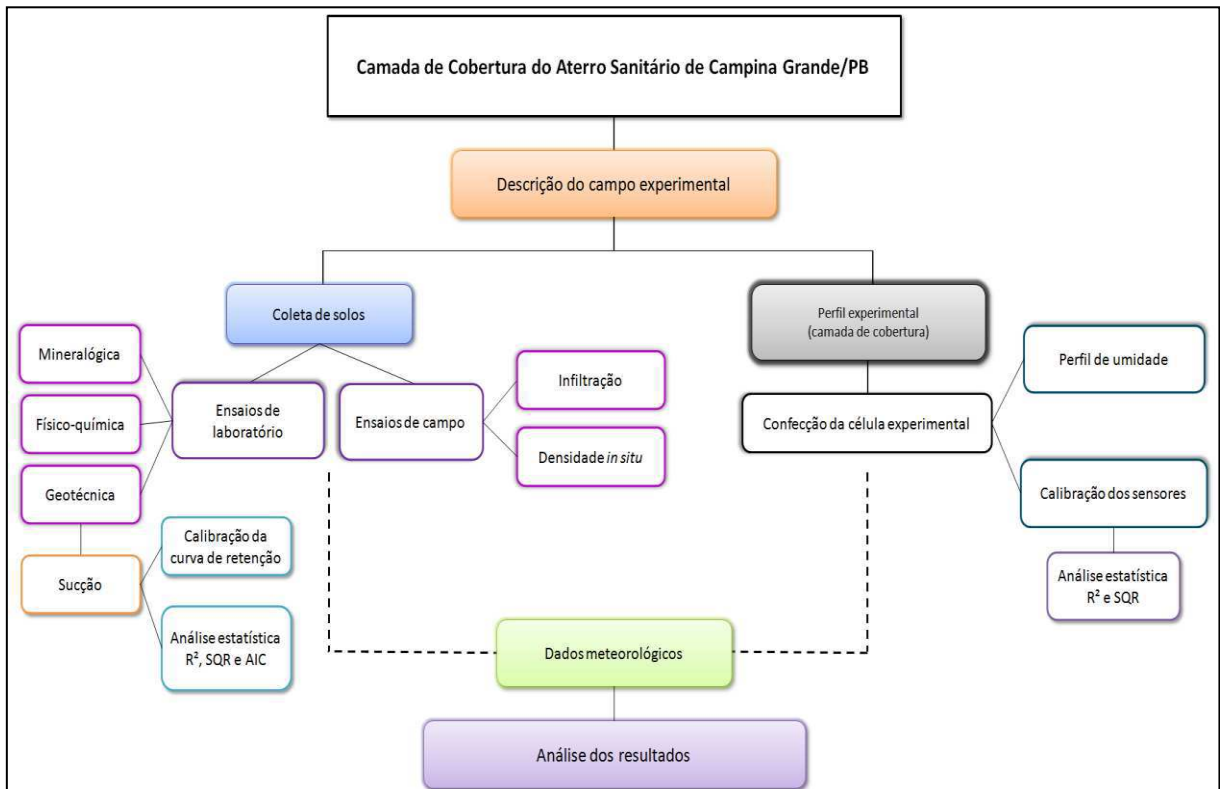 Camada de Cobertura do Aterro Sanitário de Campina Grande/PB
Descrição do campo experimental
Coleta de solos
Perfil experimental
(camada de cobertura)
Mineralógica
Físico-química
Geotécnica
Ensaios de
laboratório
Ensaios de campo
Infiltração
Densidade in situ
Confecção da célula experimental
Perfil de umidade
Calibração dos sensores
Análise estatística
R² e SQR
Sucção
Calibração da
curva de retenção
Análise estatística
R², SQR e AIC
Dados meteorológicos
Análise dos resultados